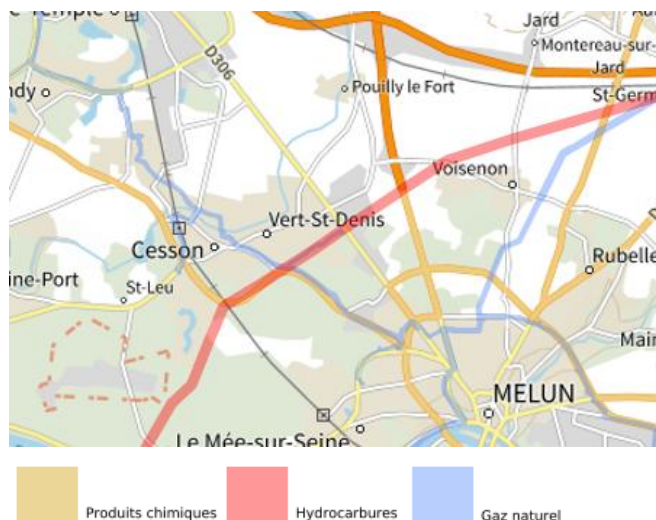 Jard
Montereau-sur-
D306
Jard
ndy
Pouilly le Fort
St-Germ
Voisenon
Vert-St-Denis
Cesson
Rubelle
ine-Port
St-Leu
Main
MELUN
Le Mée-sur-Seine
Produits chimiques
Hydrocarbures
Gaz naturel